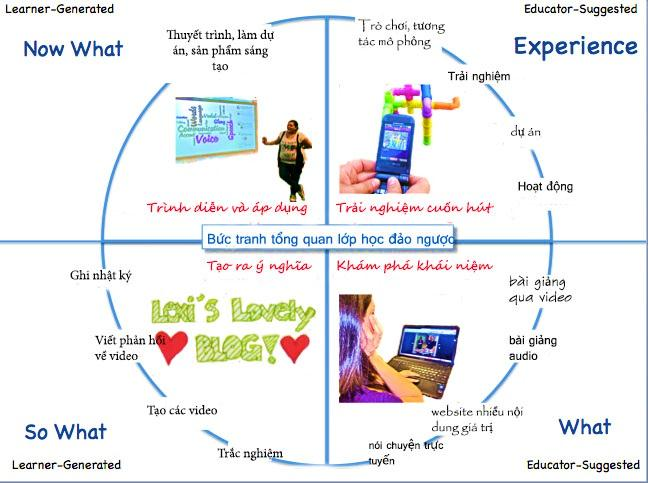 Learner-Generated
Educator-Suggested
Now What
Experience
Thuyết trình, làm dự
án, sản phẩm sáng
tạo
Trò chơi, tương
tác mô phỏng
Trải nghiệm
dự án
Hoạt động
Words
Communication
Voice
Speech
Trình diễn và áp dụng
Trải nghiệm cuốn hút
Bức tranh tổng quan lớp học đảo ngược
Tạo ra ý nghĩa
Khám phá khái niệm
Ghi nhật ký
Viết phản hồi
về video
Lexi's Lovely
BLOG!
bài giảng
qua video
bài giảng
audio
Tạo các video
Trắc nghiệm
website nhiều nội
dung giá trị
nói chuyện trực
tuyến
So What
What
Learner-Generated
Educator-Suggested